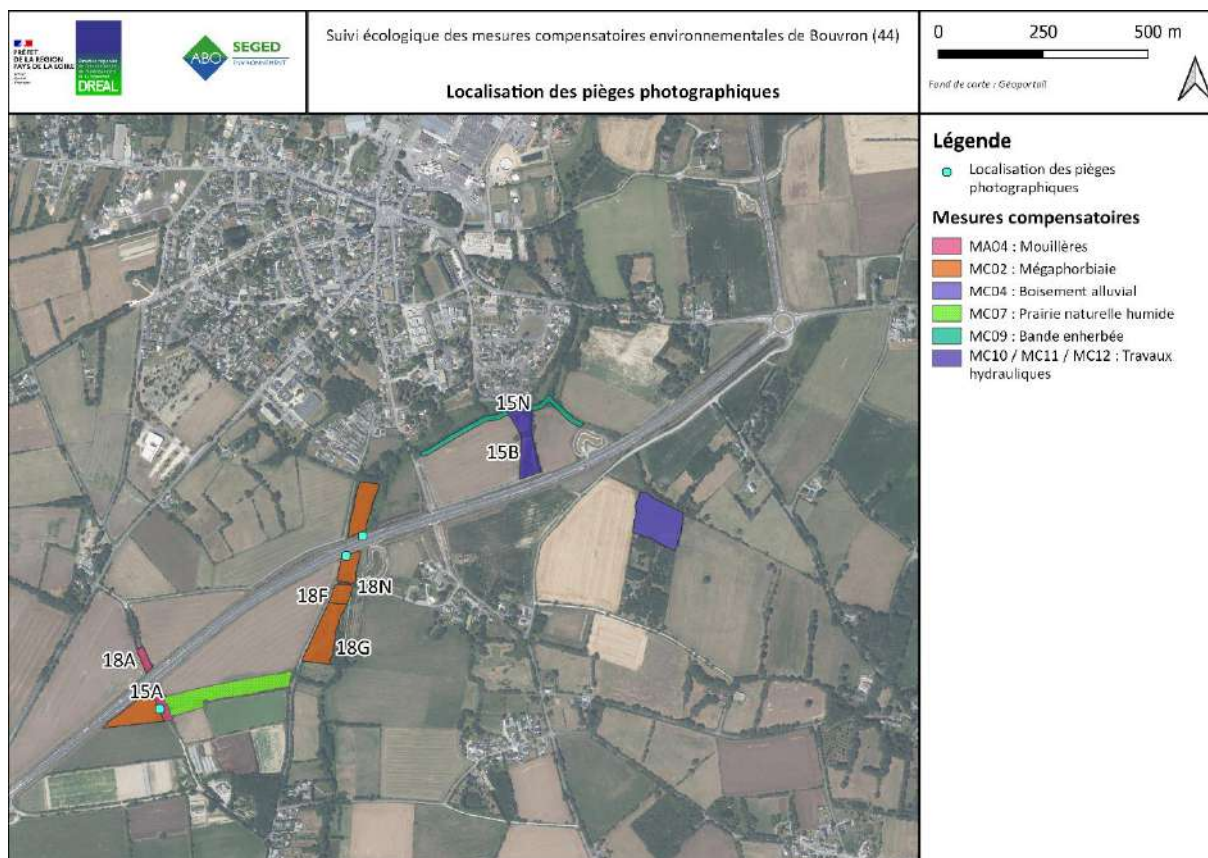 PRÉFET
DE LA RÉGION
PAYS DE LA LOIRE
DREAL
ABO
SEGED
ENVIRONNEMENT
Suivi écologique des mesures compensatoires environnementales de Bouvron (44)
Localisation des pièges photographiques
0 250 500 m
Fond de carte : Géoportail
Légende
Localisation des pièges
photographiques
Mesures compensatoires
MA04 : Mouillères
MC02 : Mégaphorbiaie
MC04 : Boisement alluvial
MC07 : Prairie naturelle humide
MC09 : Bande enherbée
MC10 / MC11 / MC12 : Travaux
hydrauliques
15N
15B
18N
18F
18G
18A
15A